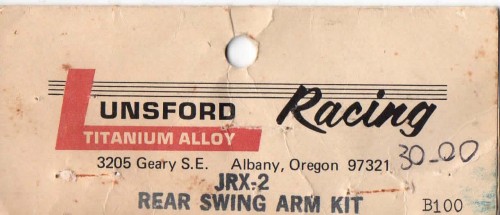 LUNSFORD Racing
TITANIUM ALLOY
3205 Geary S.E. Albany, Oregon 97321 30-00
JRX-2
REAR SWING ARM KIT B100